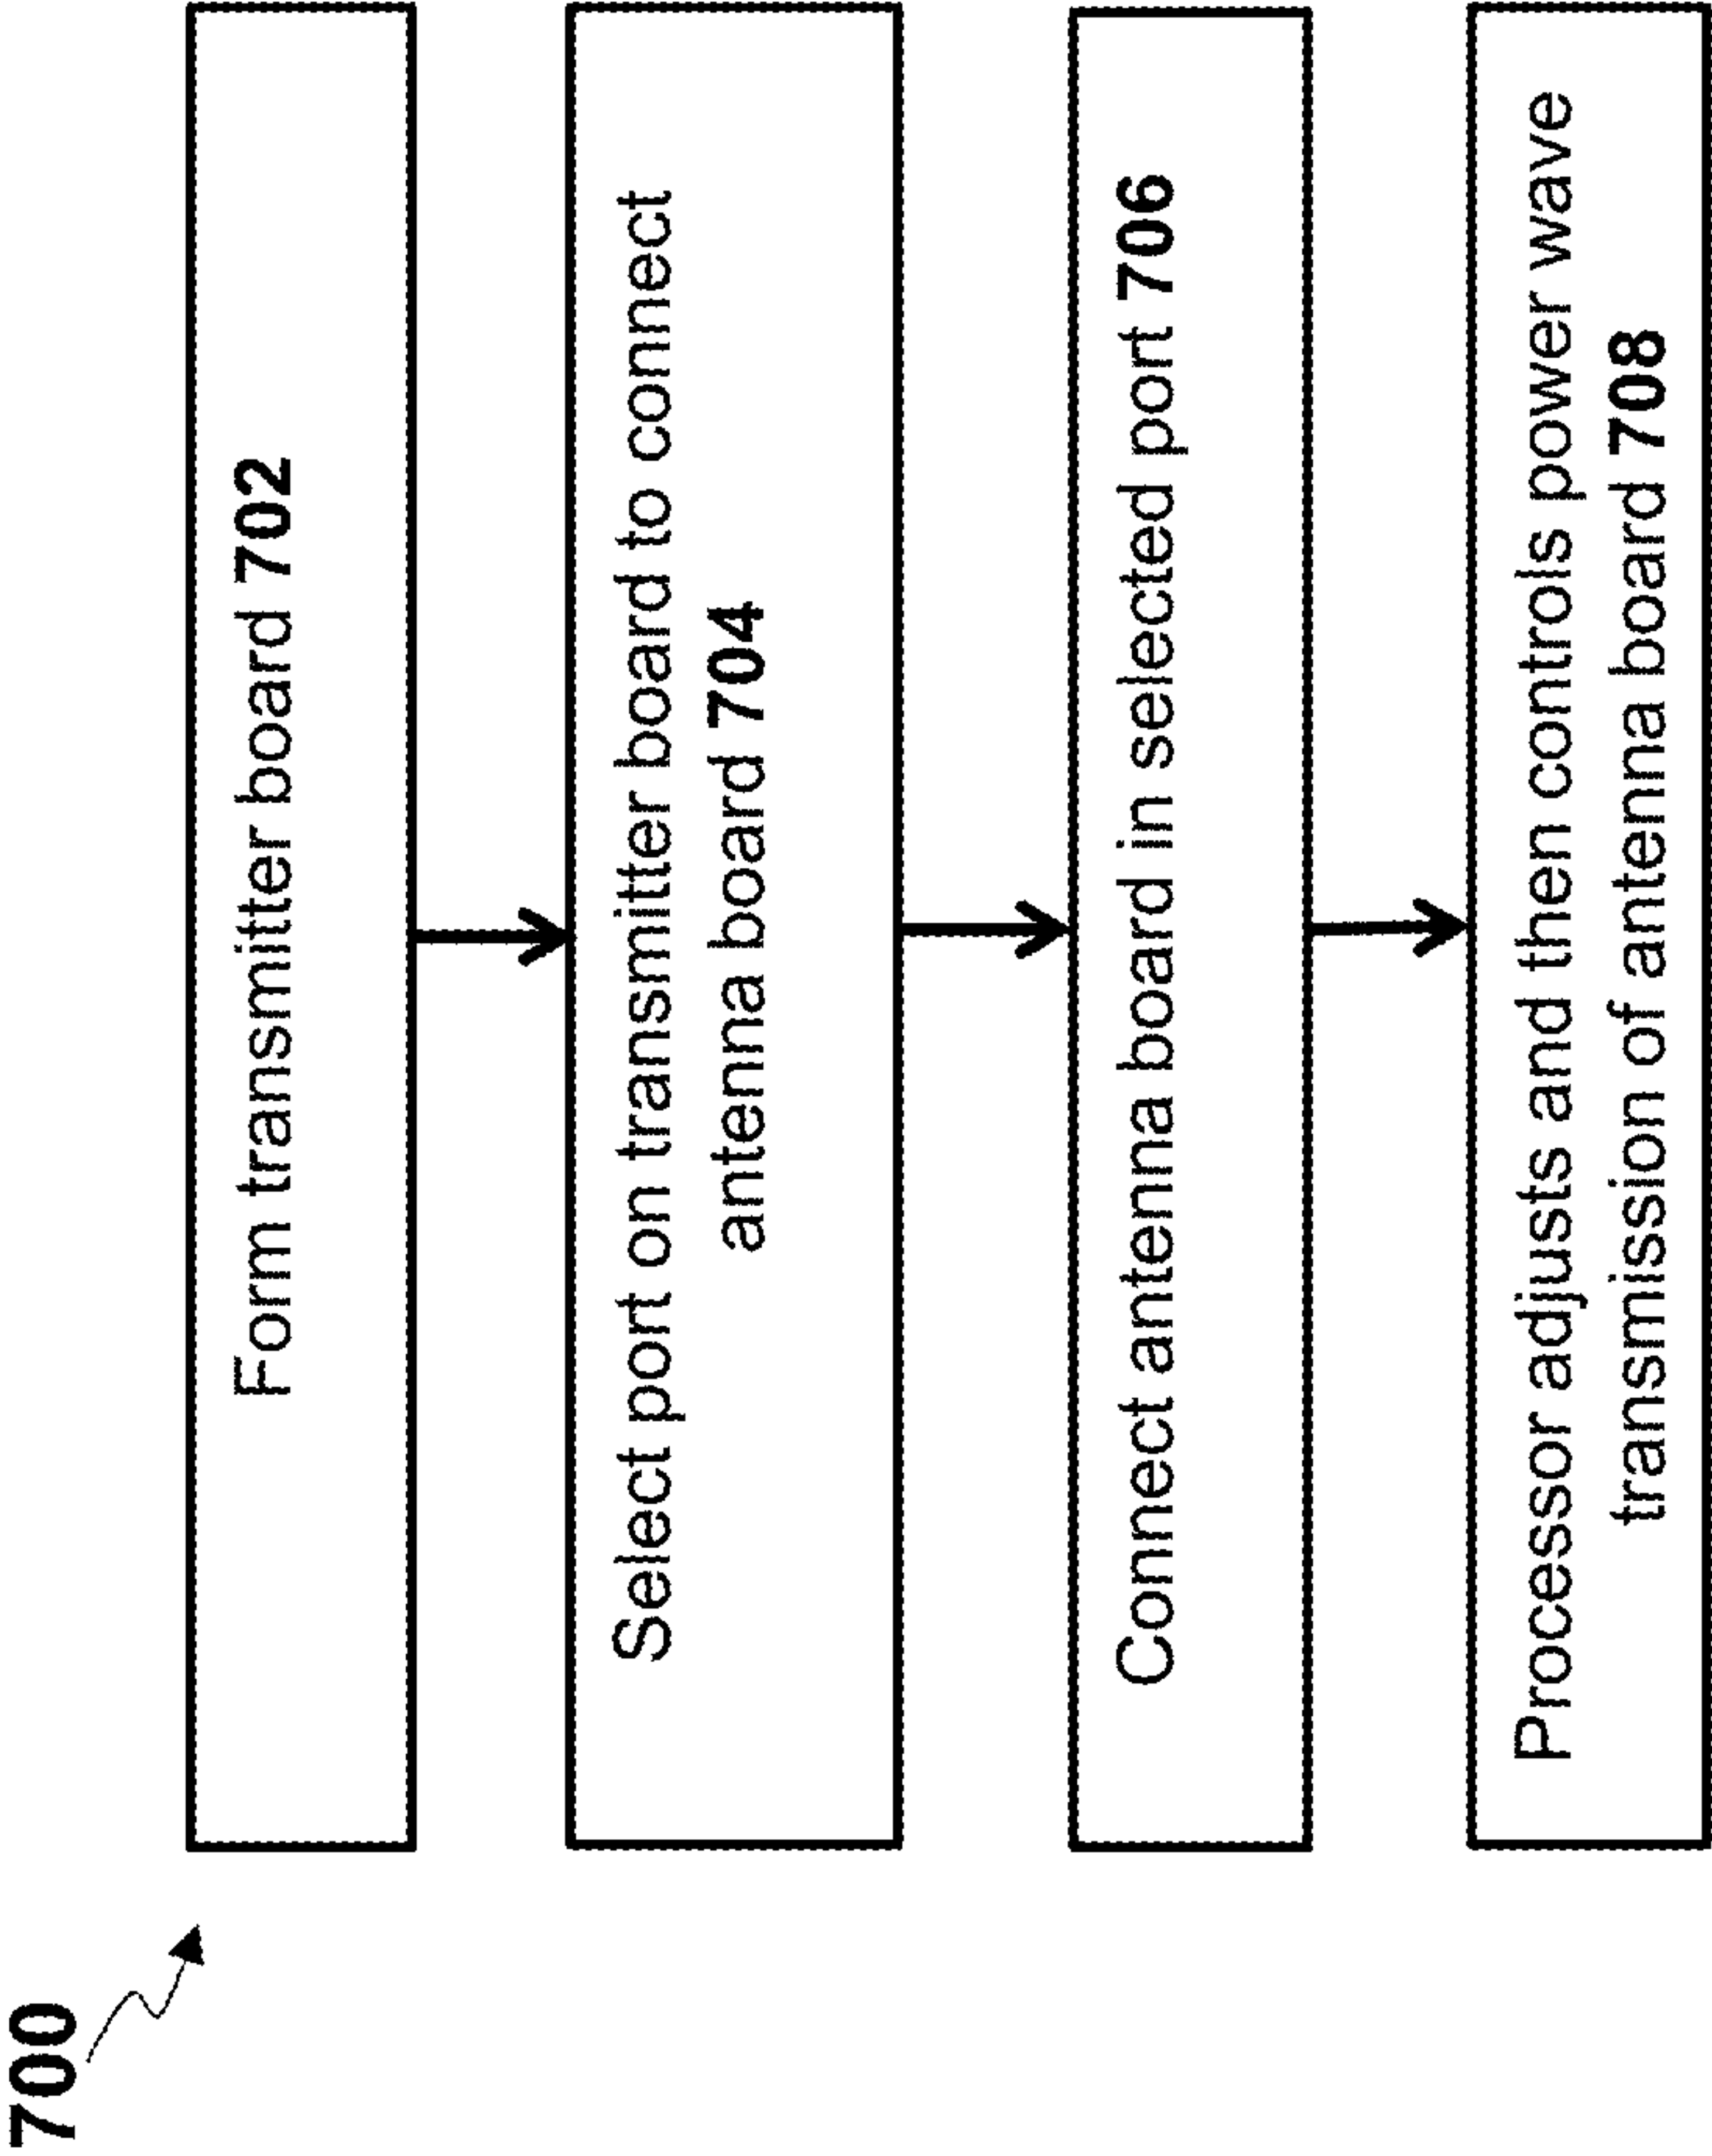 700
Form transmitter board 702
Select port on transmitter board to connect
antenna board 704
Connect antenna board in selected port 706
Processor adjusts and then controls power wave
transmission of antenna board 708